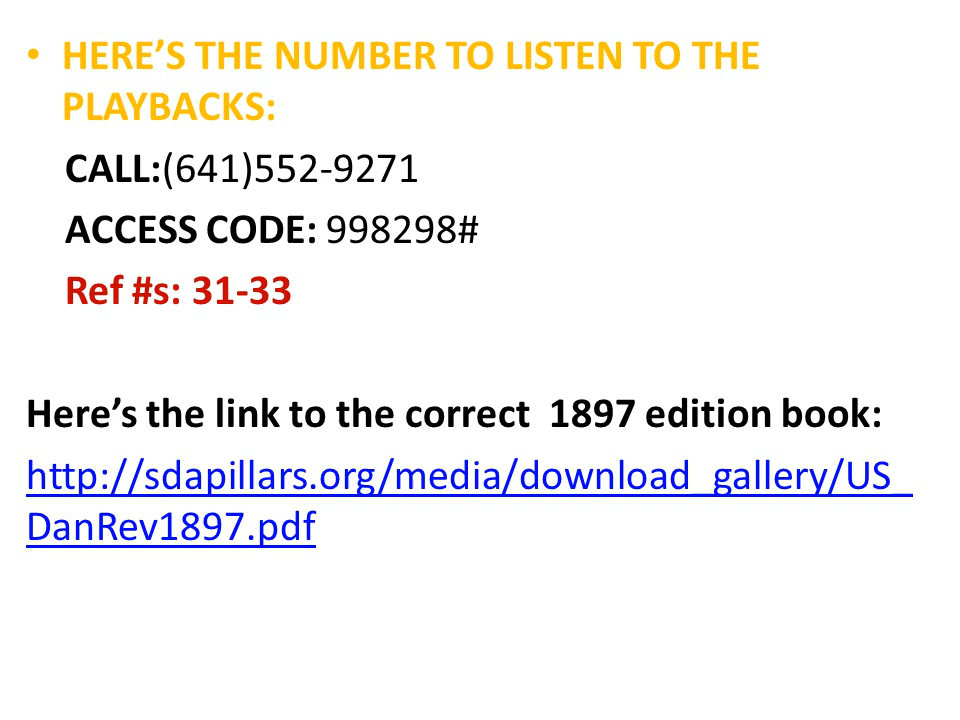 • HERE’S THE NUMBER TO LISTEN TO THE
PLAYBACKS:
CALL:(641)552-9271
ACCESS CODE: 998298#
Ref #s: 31-33
Here’s the link to the correct  1897 edition book:
http://sdapillars.org/media/download_gallery/US_
DanRev1897.pdf